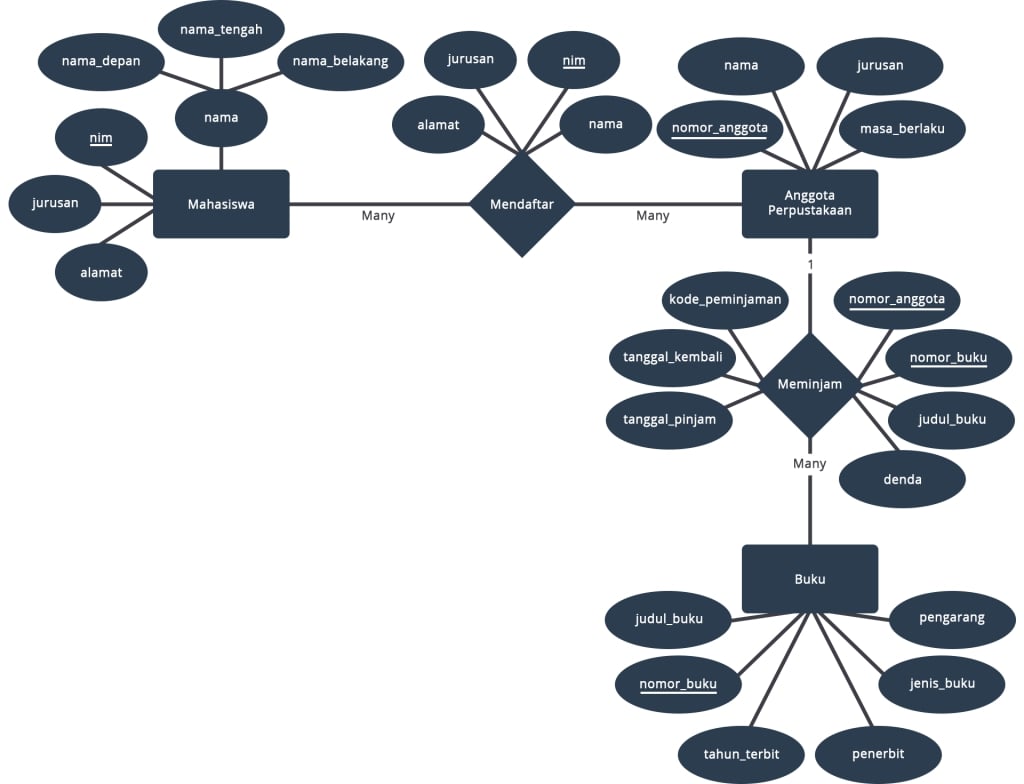 nama_tengah
nama_depan
nama_belakang
nama
nim
jurusan
alamat
Mahasiswa
Many
jurusan
nim
alamat
nama
Mendaftar
Many
nama
jurusan
nomor_anggota
masa_berlaku
Anggota
Perpustakaan
1
kode_peminjaman
nomor_anggota
tanggal_kembali
nomor_buku
Meminjam
tanggal_pinjam
judul_buku
Many
denda
Buku
judul_buku
pengarang
nomor_buku
jenis_buku
tahun_terbit
penerbit